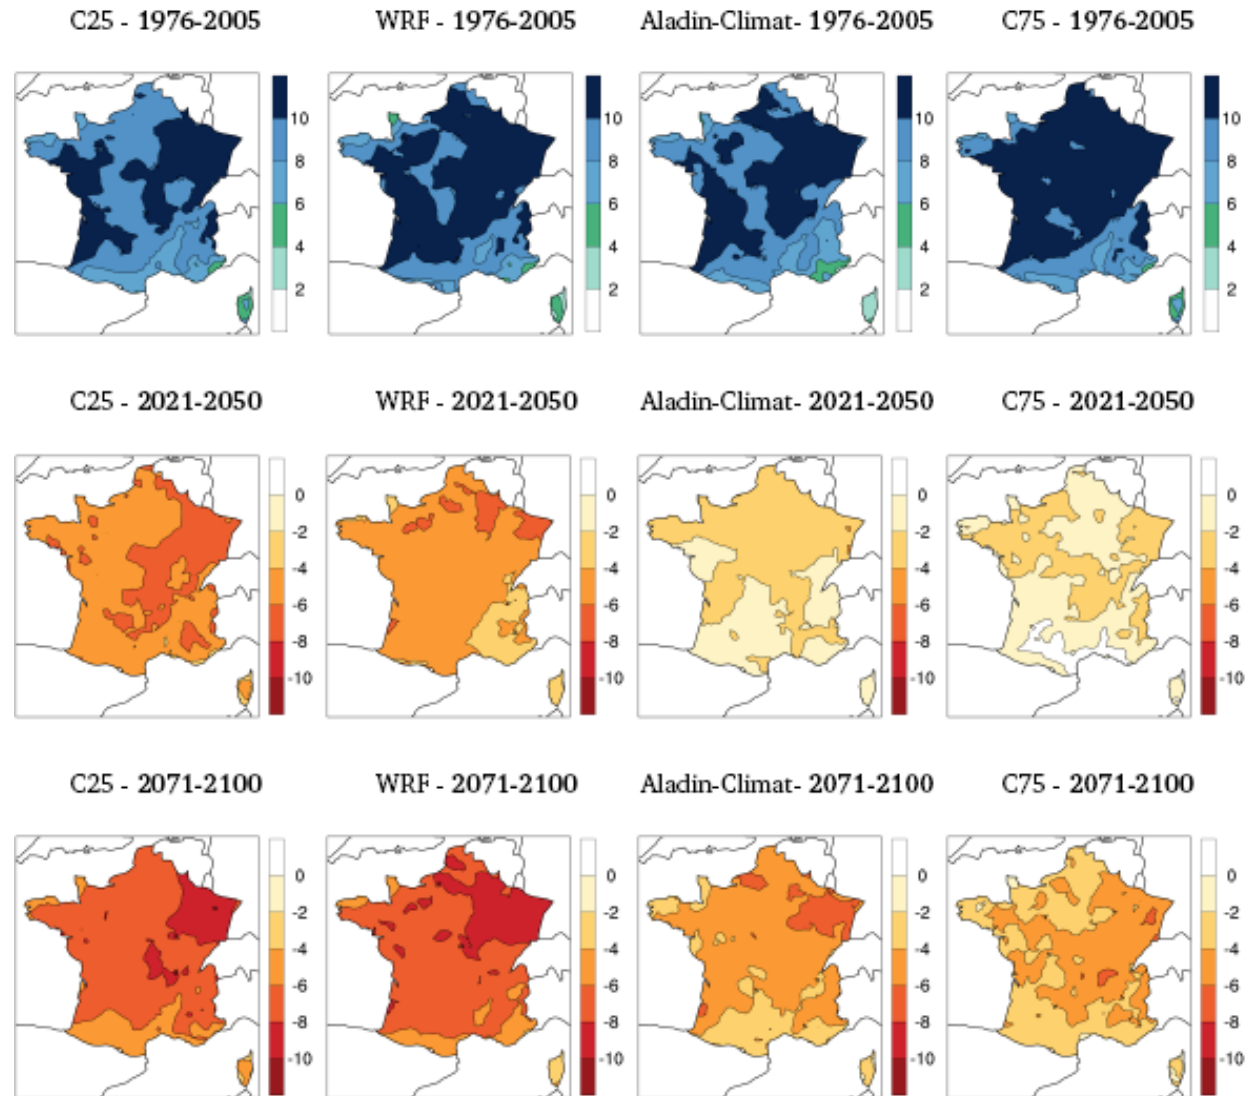 C25 - 1976-2005 WRF - 1976-2005 Aladin-Climat- 1976-2005 C75 - 1976-2005
10 10 10 10
8 8 8 8
6 6 6 6
4 4 4 4
2 2 2 2
C25 - 2021-2050 WRF - 2021-2050 Aladin-Climat- 2021-2050 C75 - 2021-2050
0 0 0 0
-2 -2 -2 -2
-4 -4 -4 -4
-6 -6 -6 -6
-8 -8 -8 -8
-10 -10 -10 -10
C25 - 2071-2100 WRF - 2071-2100 Aladin-Climat- 2071-2100 C75 - 2071-2100
0 0 0 0
-2 -2 -2 -2
-4 -4 -4 -4
-6 -6 -6 -6
-8 -8 -8 -8
-10 -10 -10 -10